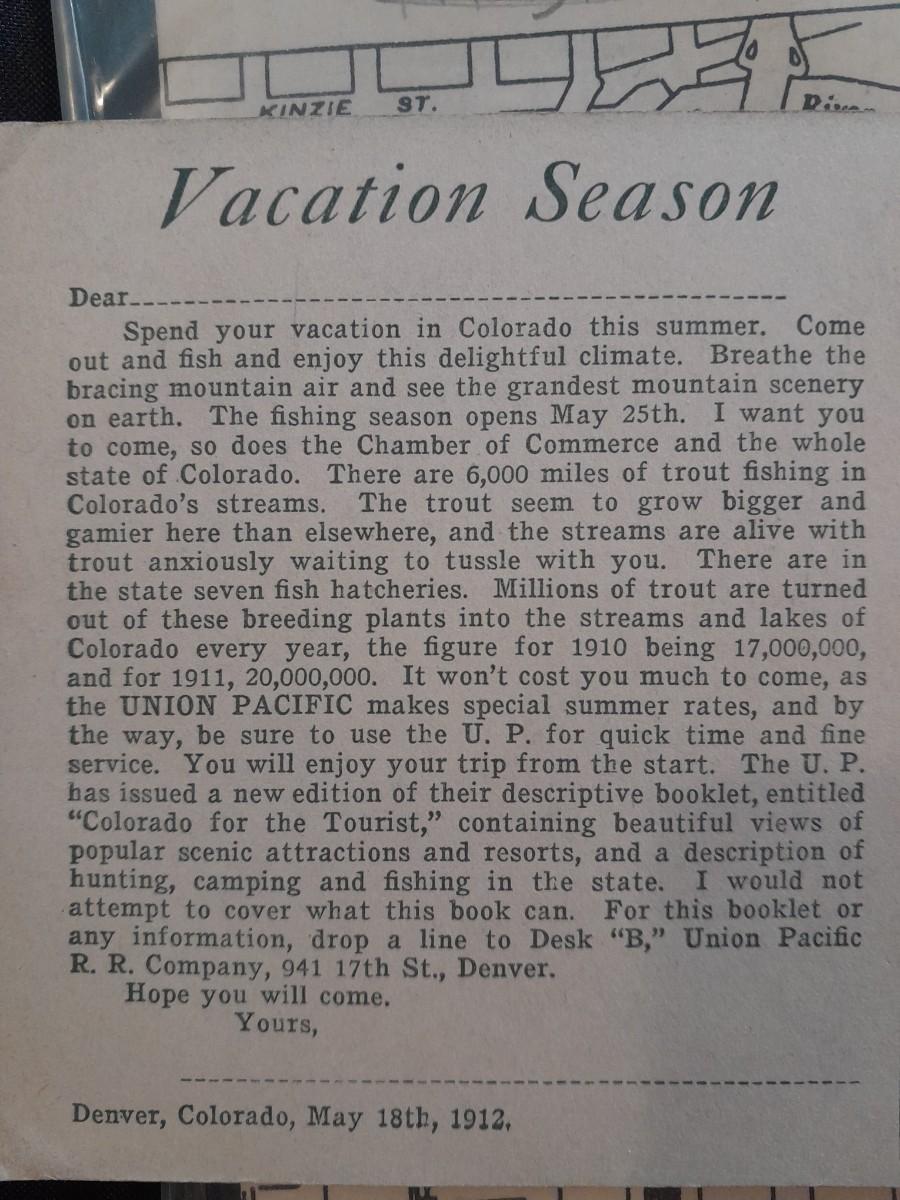 KINZIE ST.
Vacation Season
Dear
Spend your vacation in Colorado this summer. Come
out and fish and enjoy this delightful climate. Breathe the
bracing mountain air and see the grandest mountain scenery
on earth. The fishing season opens May 25th. I want you
to come, so does the Chamber of Commerce and the whole
state of Colorado. There are 6,000 miles of trout fishing in
Colorado's streams. The trout seem to grow bigger and
gamier here than elsewhere, and the streams are alive with
trout anxiously waiting to tussle with you. There are in
the state seven fish hatcheries. Millions of trout are turned
out of these breeding plants into the streams and lakes of
Colorado every year, the figure for 1910 being 17,000,000,
and for 1911, 20,000,000. It won't cost you much to come, as
the UNION PACIFIC makes special summer rates, and by
the way, be sure to use the U. P. for quick time and fine
service. You will enjoy your trip from the start. The U. P.
has issued a new edition of their descriptive booklet, entitled
“Colorado for the Tourist,” containing beautiful views of
popular scenic attractions and resorts, and a description of
hunting, camping and fishing in the state. I would not
attempt to cover what this book can. For this booklet or
any information, drop a line to Desk “B,” Union Pacific
R. R. Company, 941 17th St., Denver.
Hope you will come.
Yours,
Denver, Colorado, May 18th, 1912.